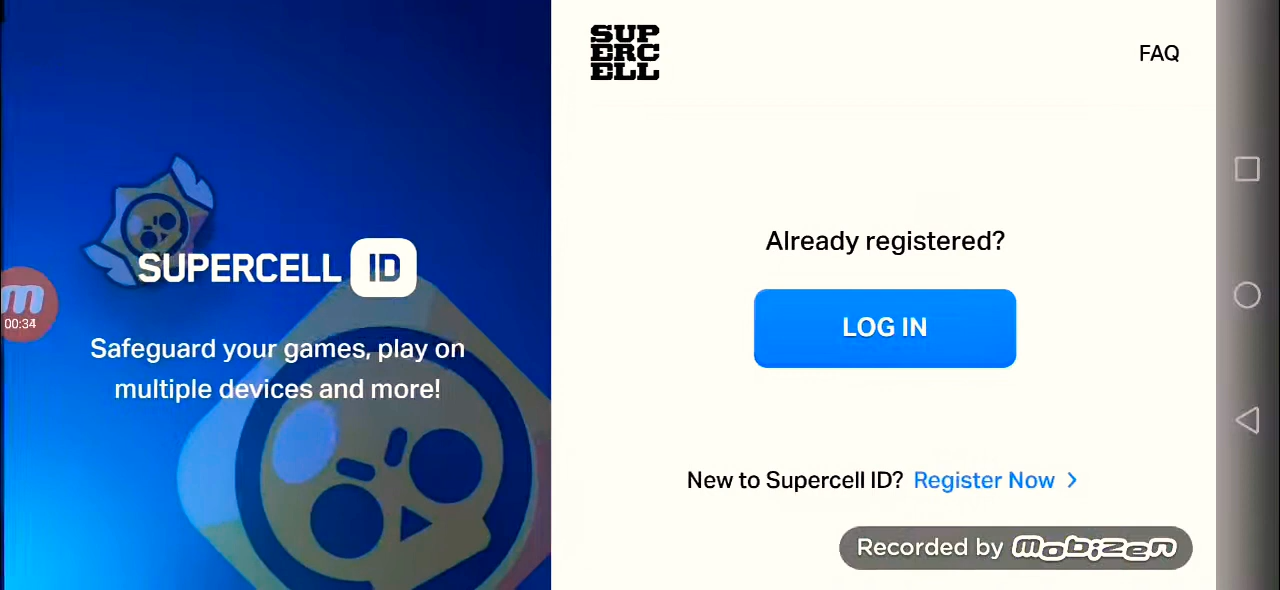 SUP
ERC
ELL
FAQ
SUPERCELL ID
Safeguard your games, play on
multiple devices and more!
Already registered?
LOG IN
New to Supercell ID? Register Now >
m
00:34
Recorded by mobizen